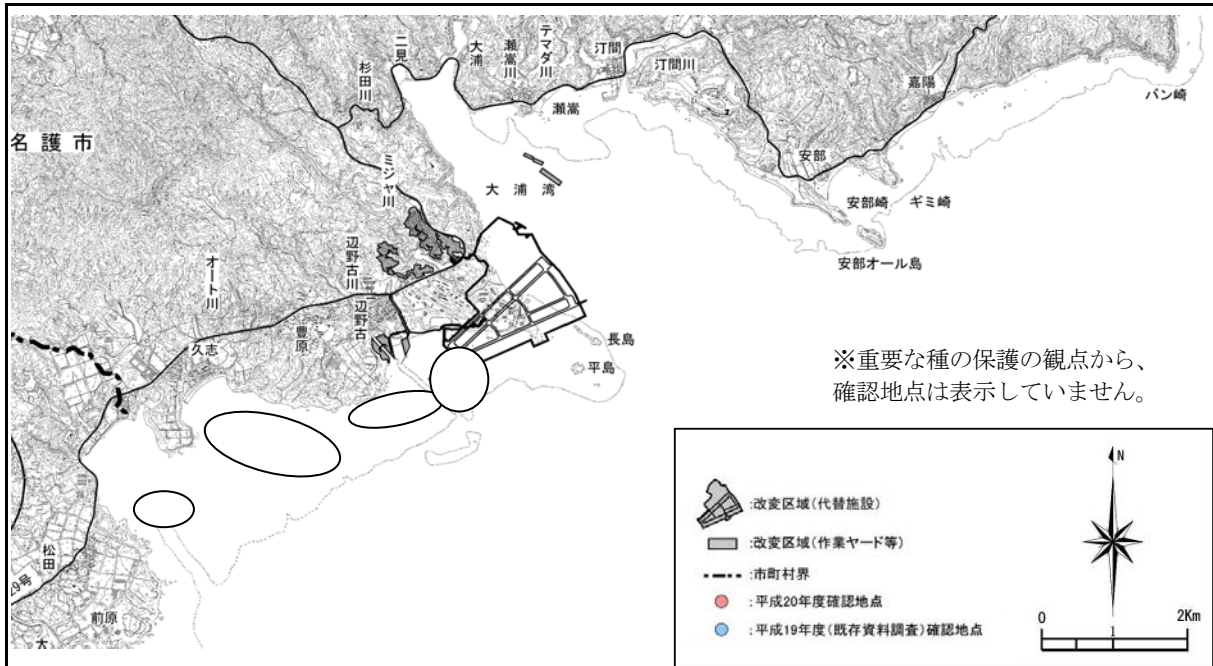 二見
大浦
瀬嵩川
テマダ川
汀間
汀間川
杉田川
瀬嵩
嘉陽
バン崎
名護市
ミジャ川
安部
大浦湾
安部崎
ギミ崎
安部オール島
辺野古川
オート川
辺野古
豊原
久志
長島
平島
※重要な種の保護の観点から、
確認地点は表示していません。
:改変区域(代替施設)
:改変区域(作業ヤード等)
:市町村界
:平成20年度確認地点
:平成19年度(既存資料調査)確認地点
N
0 1 2Km
松田
29号
前原
大